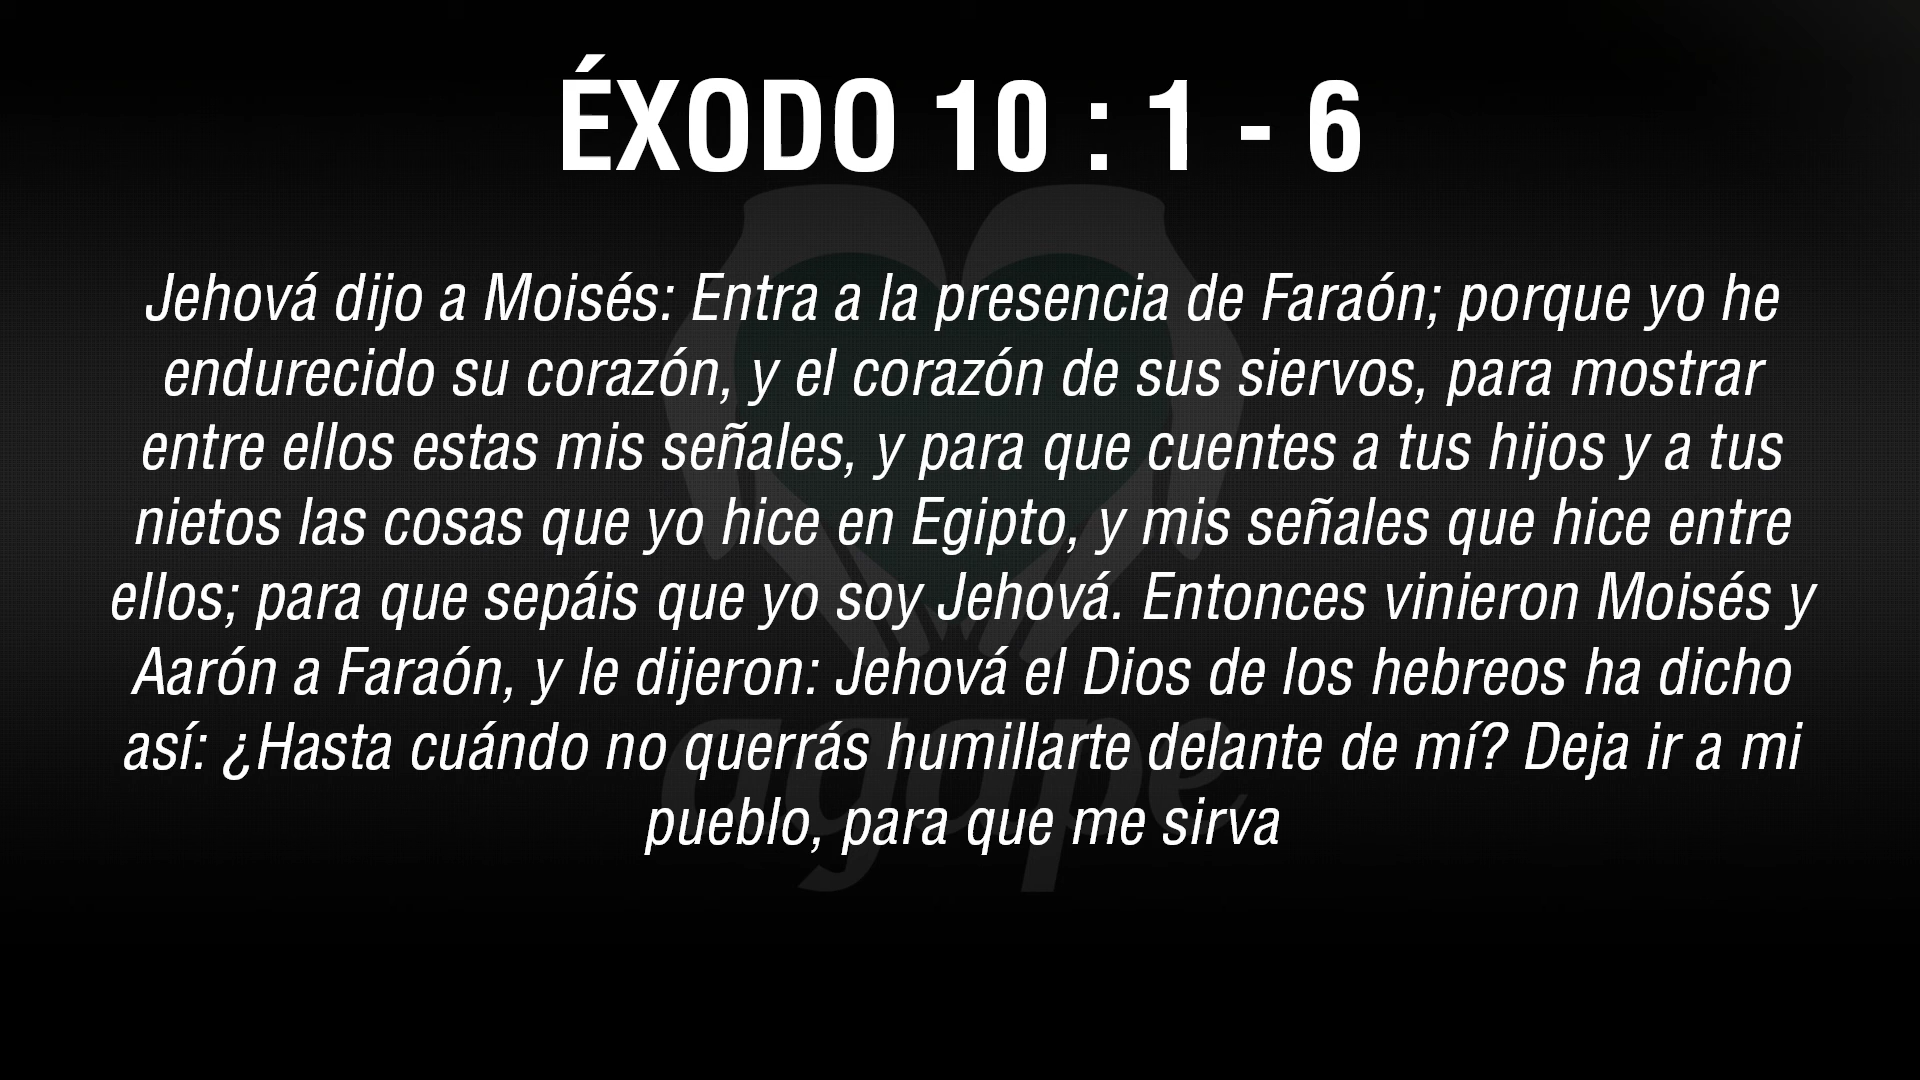 ÉXODO 10 : 1 - 6
Jehová dijo a Moisés: Entra a la presencia de Faraón; porque yo he
endurecido su corazón, y el corazón de sus siervos, para mostrar
entre ellos estas mis señales, y para que cuentes a tus hijos y a tus
nietos las cosas que yo hice en Egipto, y mis señales que hice entre
ellos; para que sepáis que yo soy Jehová. Entonces vinieron Moisés y
Aarón a Faraón, y le dijeron: Jehová el Dios de los hebreos ha dicho
así: ¿Hasta cuándo no querrás humillarte delante de mí? Deja ir a mi
agape
pueblo, para que me sirva